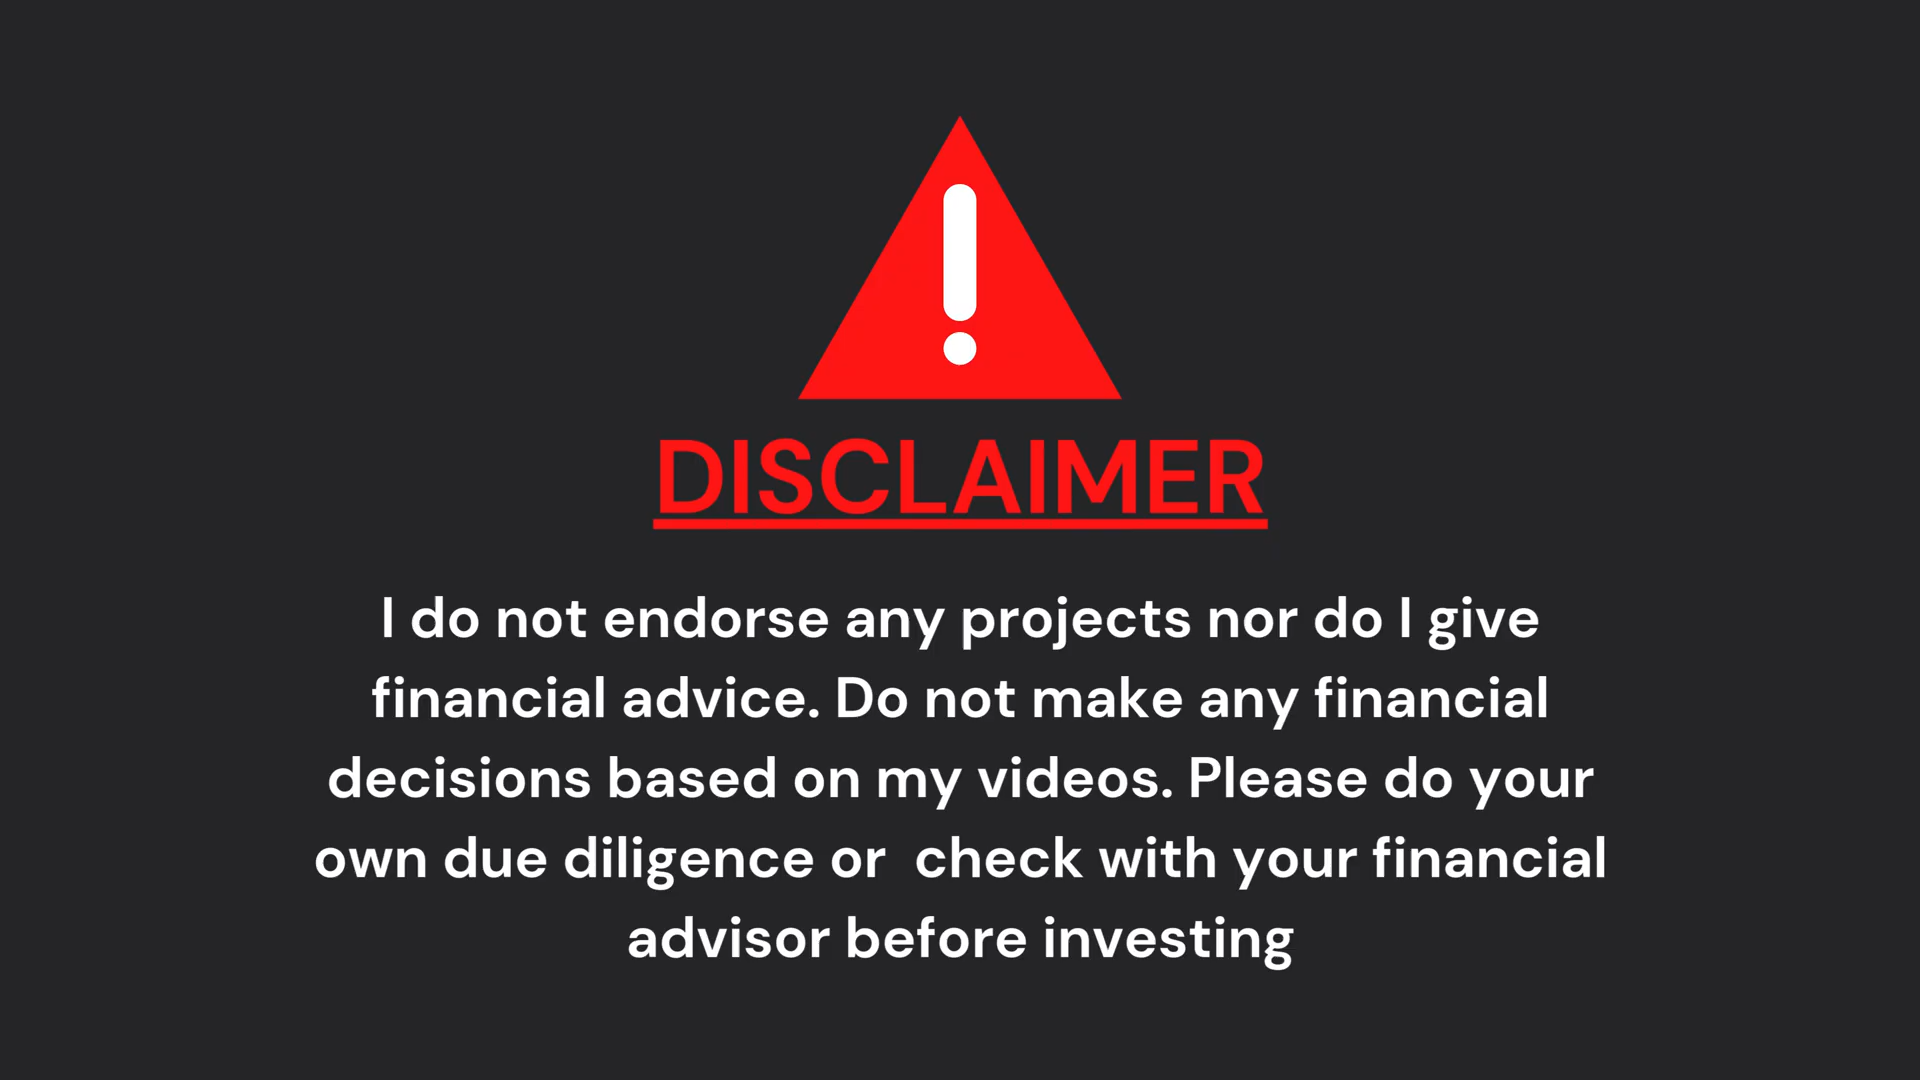 DISCLAIMER
I do not endorse any projects nor do I give
financial advice. Do not make any financial
decisions based on my videos. Please do your
own due diligence or  check with your financial
advisor before investing